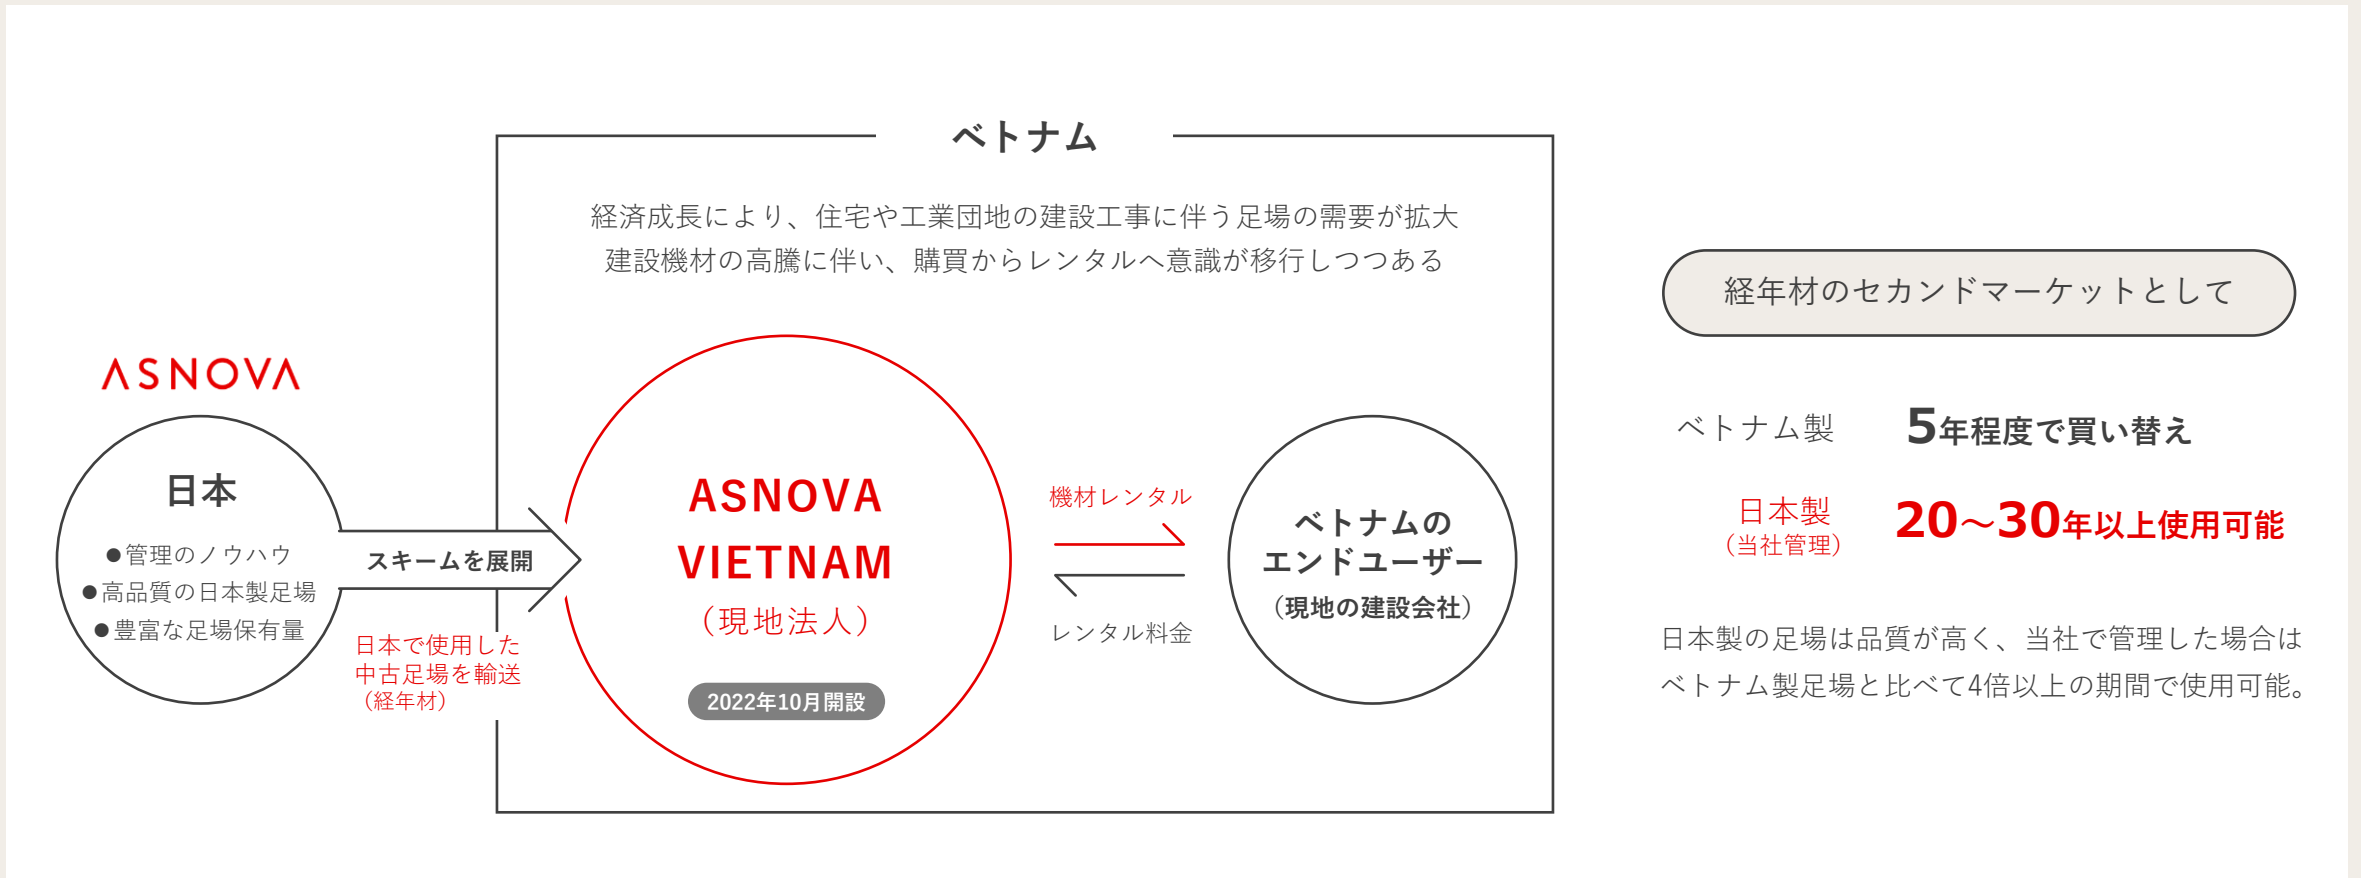 ベトナム
経済成長により、住宅や工業団地の建設工事に伴う足場の需要が拡大
建設機材の高騰に伴い、購買からレンタルへ意識が移行しつつある
ASNOVA
日本
●管理のノウハウ
●高品質の日本製足場
●豊富な足場保有量
スキームを展開
日本で使用した
中古足場を輸送
（経年材）
ASNOVA
VIETNAM
（現地法人）
2022年10月開設
機材レンタル
レンタル料金
ベトナムの
エンドユーザー
（現地の建設会社）
経年材のセカンドマーケットとして
ベトナム製 5年程度で買い替え
日本製 20〜30年以上使用可能
（当社管理）
日本製の足場は品質が高く、当社で管理した場合は
ベトナム製足場と比べて4倍以上の期間で使用可能。